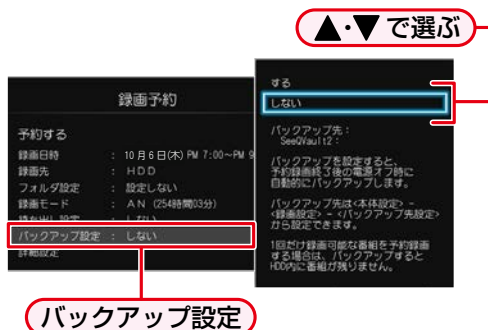 ▲・▼で選ぶ
録画予約
予約する
録画日時 : 10月6日(木) PM 7:00～PM 9
録画先 : HDD
フォルダ設定 : 設定しない
録画モード : AN (254時間03分)
持ち出し設定 : しない
バックアップ設定 : しない
詳細設定
する
しない
バックアップ先:
SeeQVault2:
バックアップを設定すると、
予約録画終了後の電源オフ時に
自動的にバックアップします。
バックアップ先は<本体設定> -
<録画設定> - <バックアップ先設定>
から設定できます。
1回だけ録画可能な番組を予約録画
する場合は、バックアップすると
HDD内に番組が残りません。
バックアップ設定